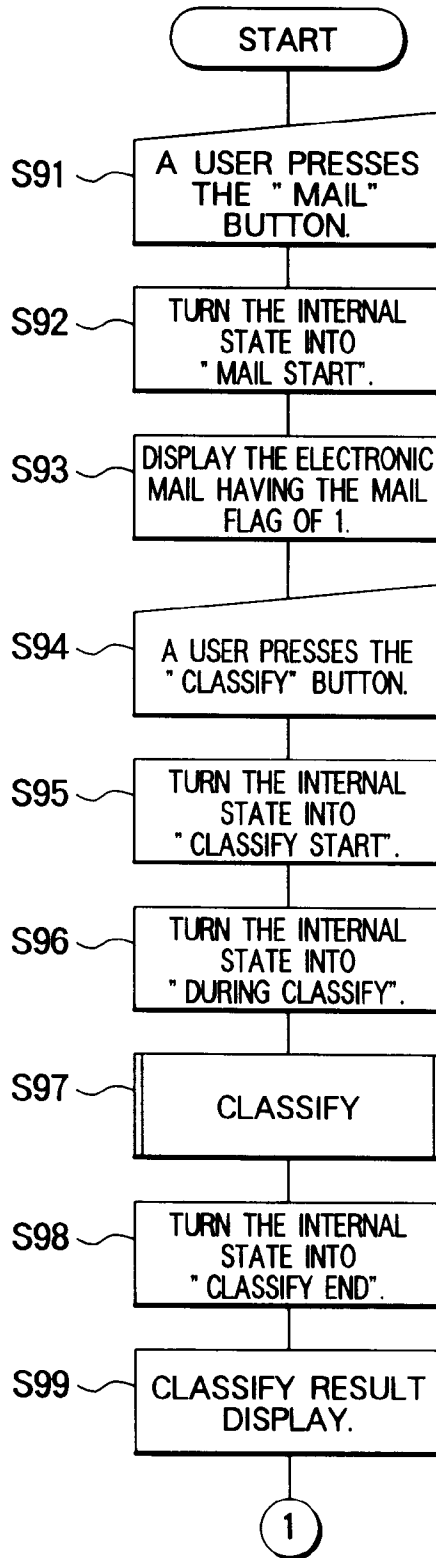 START
S91
A USER PRESSES
THE " MAIL"
BUTTON.
S92
TURN THE INTERNAL
STATE INTO
" MAIL START".
S93
DISPLAY THE ELECTRONIC
MAIL HAVING THE MAIL
FLAG OF 1.
S94
A USER PRESSES THE
" CLASSIFY" BUTTON.
S95
TURN THE INTERNAL
STATE INTO
" CLASSIFY START".
S96
TURN THE INTERNAL
STATE INTO
"DURING CLASSIFY".
S97
CLASSIFY
S98
TURN THE INTERNAL
STATE INTO
" CLASSIFY END".
S99
CLASSIFY RESULT
DISPLAY.
1